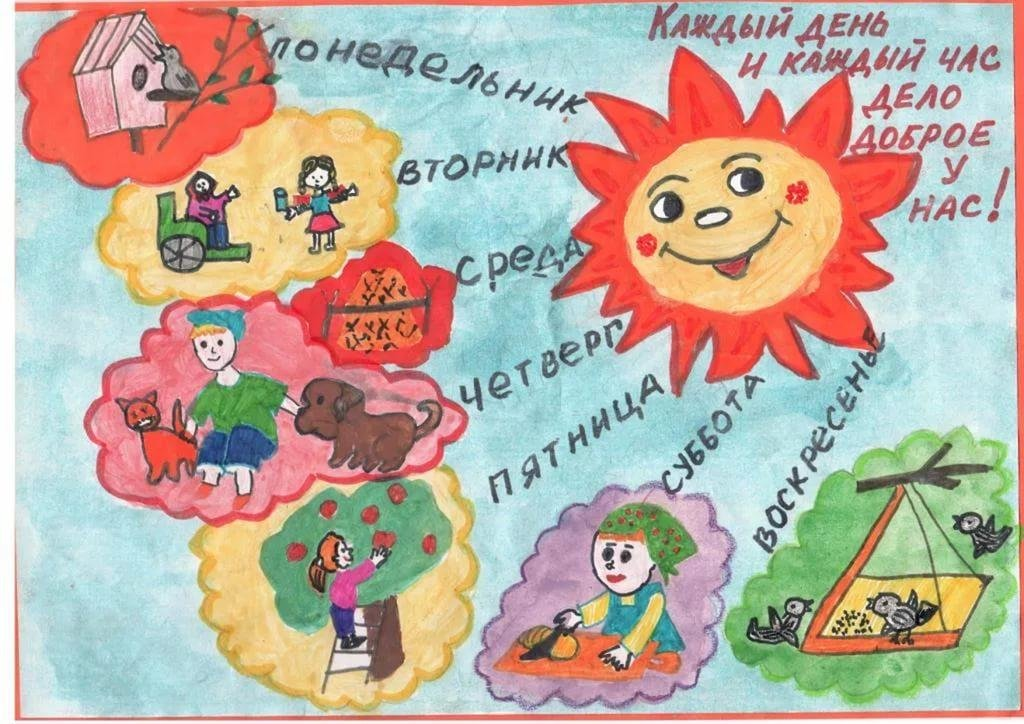 Каждый день
и каждый час
дело
доброе
у
нас!
понедельник
вторник
среда
четверг
пятница
суббота
воскресенье